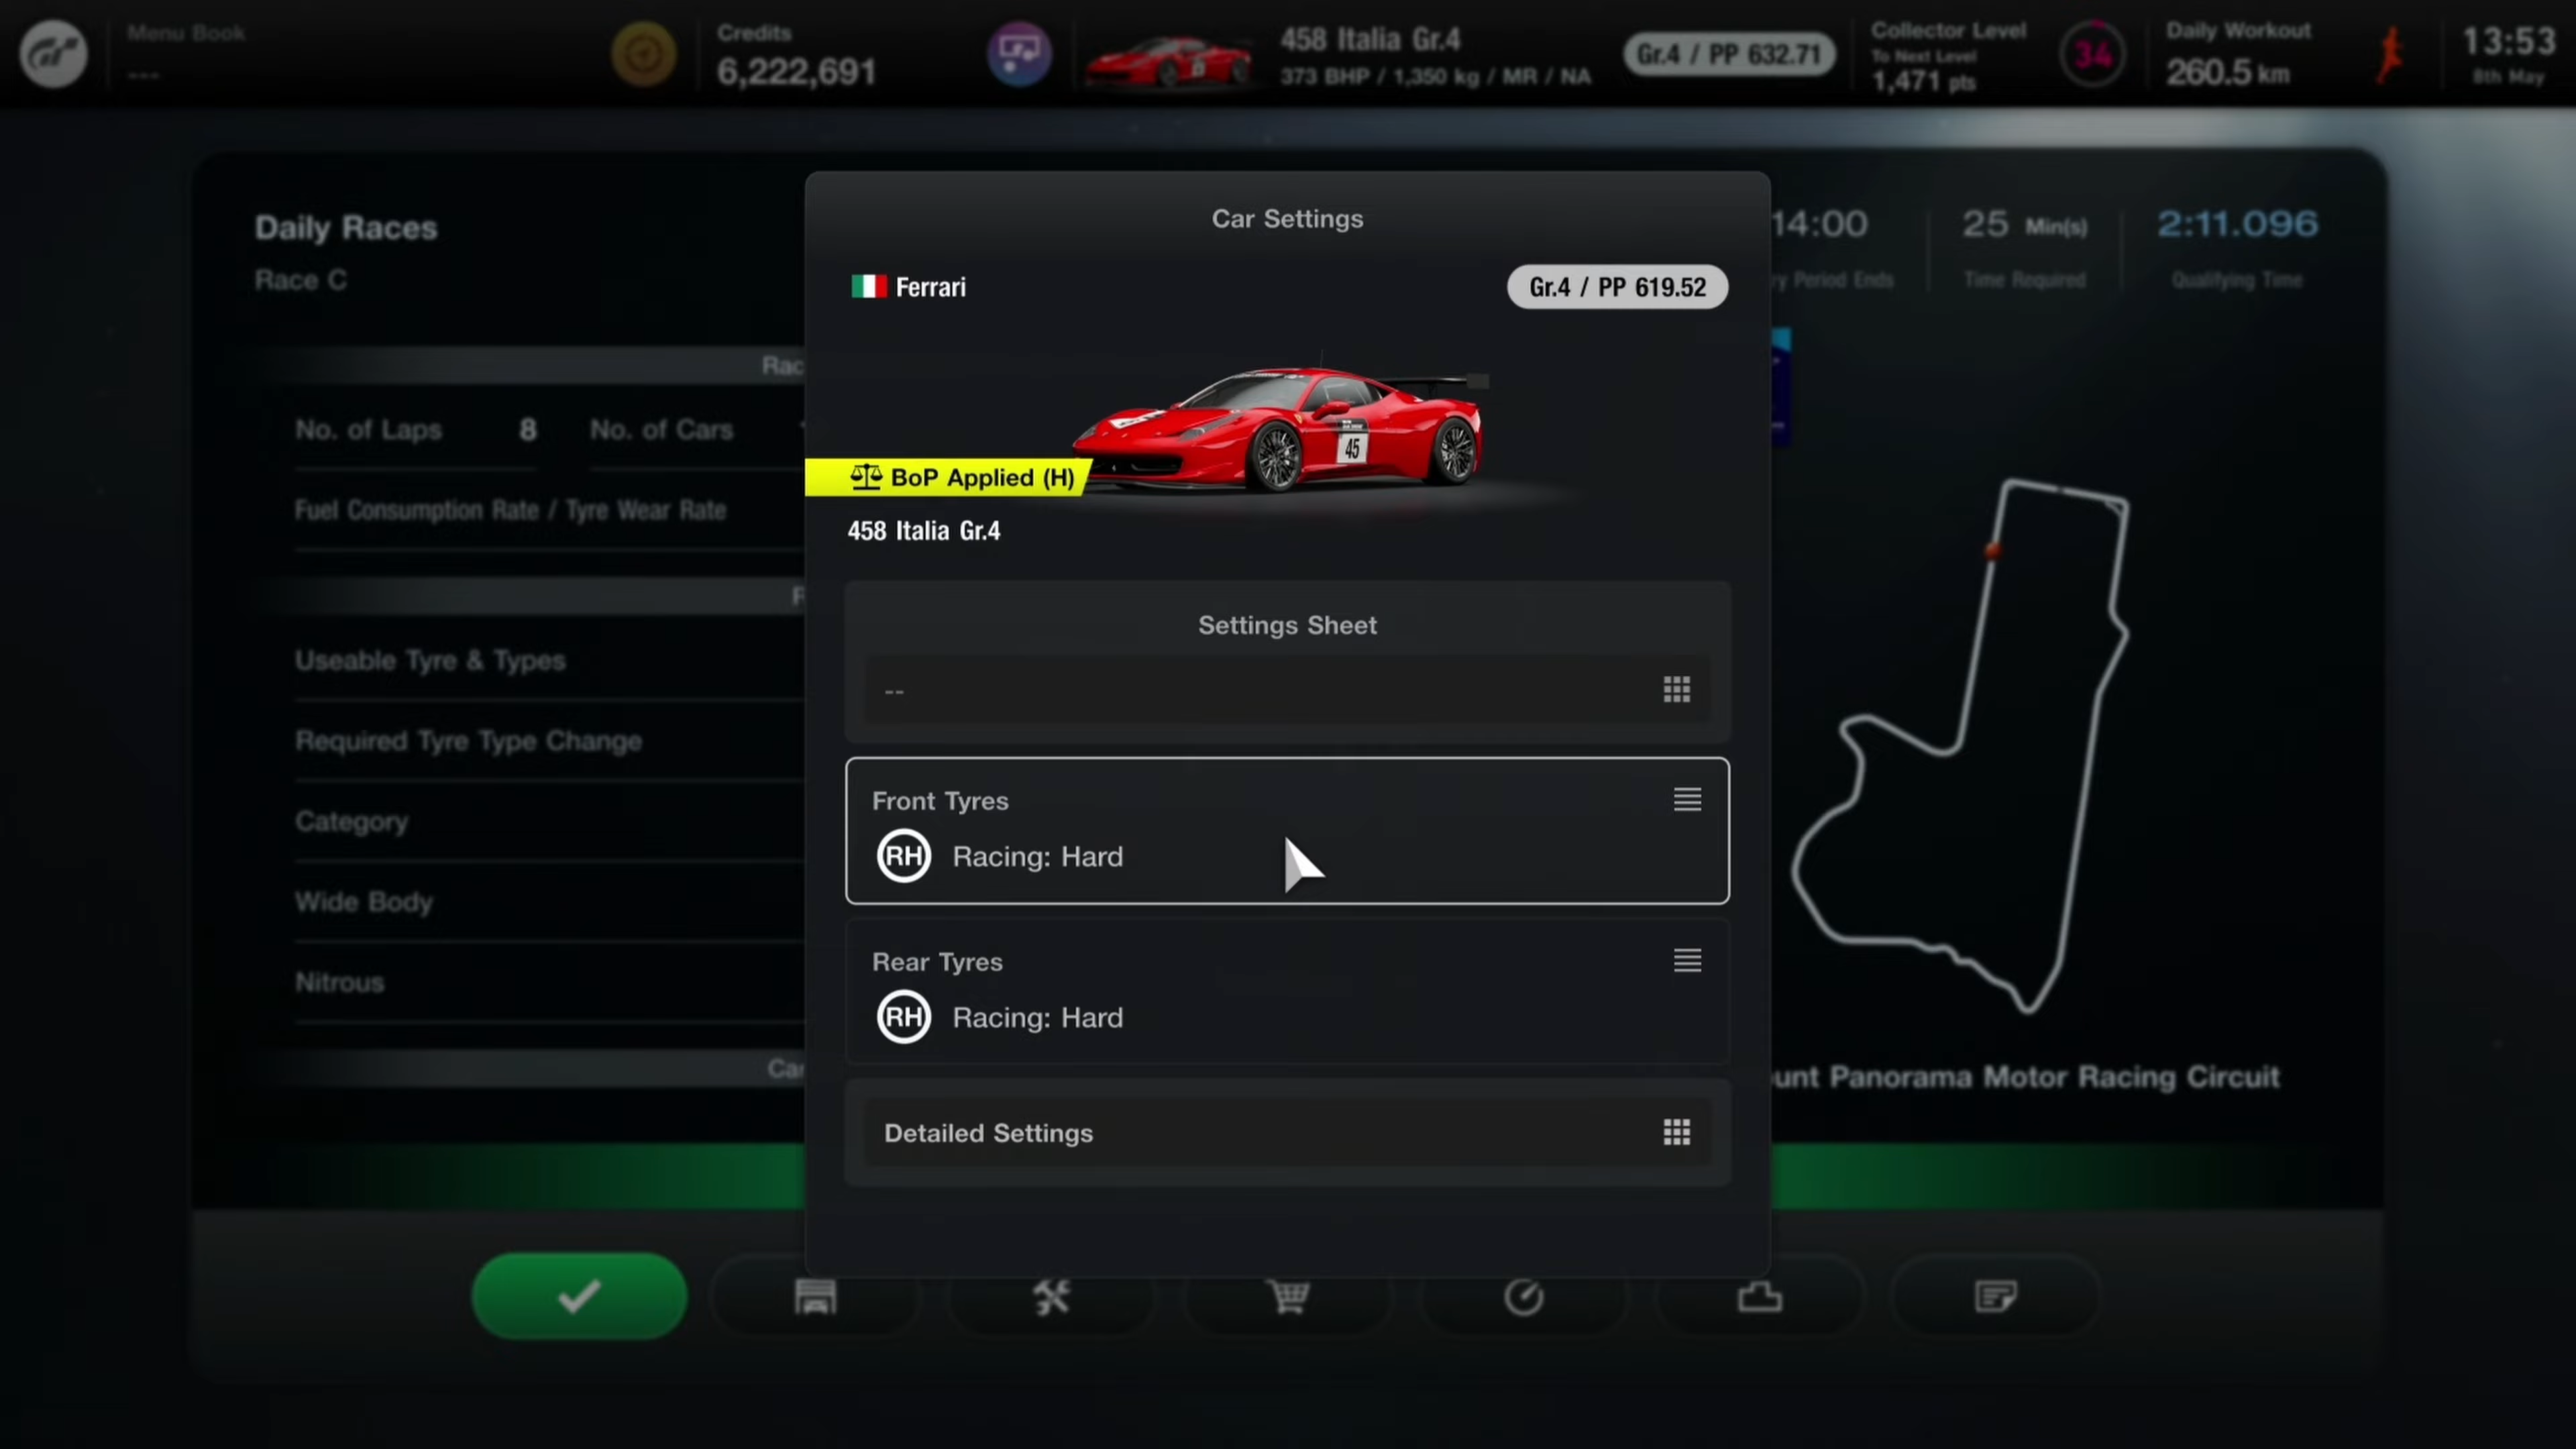 Menu Book
---
Credits
6,222,691
458 Italia Gr.4
373 BHP / 1,350 kg / MR / NA
Gr.4 / PP 632.71
Collector Level
To Next Level
1,471 pts
34
Daily Workout
260.5 km
13:53
8th May
Daily Races
Race C
No. of Laps 8
No. of Cars
Fuel Consumption Rate / Tyre Wear Rate
Useable Tyre & Types
Required Tyre Type Change
Category
Wide Body
Nitrous
Car Settings
Ferrari
Gr.4 / PP 619.52
45
BoP Applied (H)
458 Italia Gr.4
Settings Sheet
--
Front Tyres
RH Racing: Hard
Rear Tyres
RH Racing: Hard
Detailed Settings
14:00
Period Ends
25 Min(s)
Time Required
2:11.096
Qualifying Time
Panorama Motor Racing Circuit